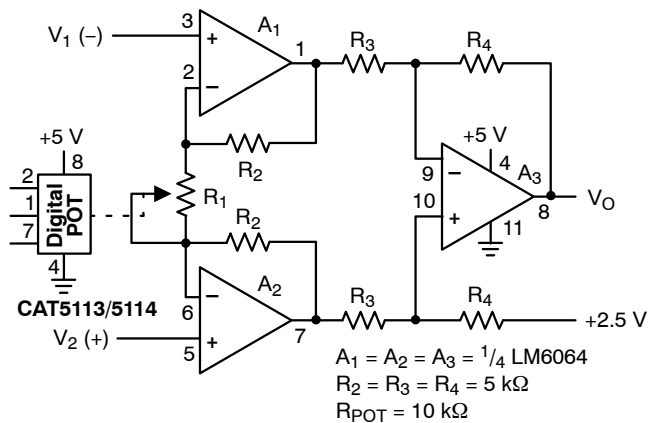 V1 (–)
3
+
A1
1
R3
R4
2
–
+5 V
8
R2
+5 V
2
1
7
Digital
POT
R1
9
–
4
A3
10
+
8
VO
11
R2
4
CAT5113/5114
–
6
A2
7
R3
R4
+2.5 V
V2 (+)
5
+
A1 = A2 = A3 = 1/4 LM6064
R2 = R3 = R4 = 5 kΩ
RPOT = 10 kΩ